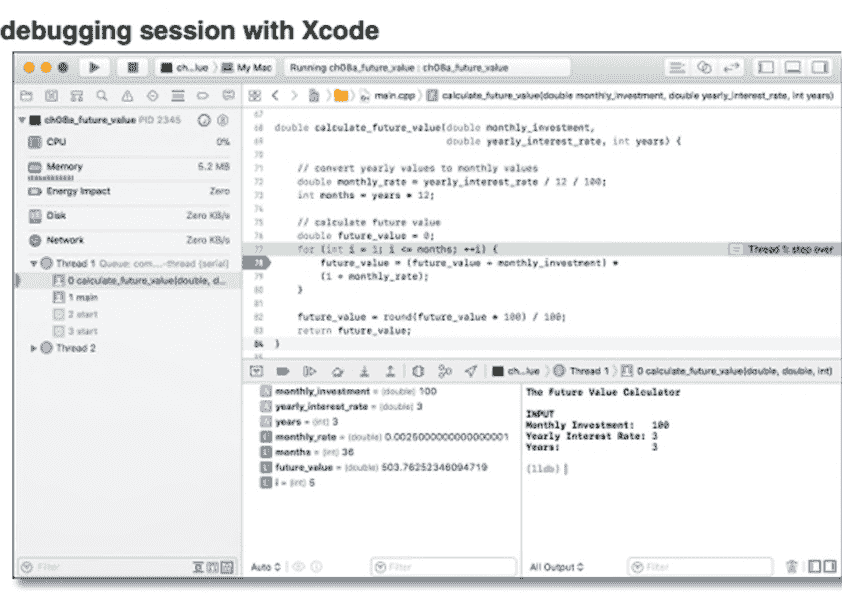 debugging session with Xcode
ch...lue My Mac Running ch08a_future_value : ch08a_future_value
main.cpp calculate_future_value(double monthly_investment, double yearly_interest_rate, int years)
ch08a_future_value PID 2345
CPU 0%
Memory 5.2 MB
Energy Impact Zero
Disk Zero KB/s
Network Zero KB/s
Thread 1 Queue: com....-thread (serial)
0 calculate_future_value(double, d...
1 main
2 start
3 start
Thread 2
Filter
67
68 double calculate_future_value(double monthly_investment,
69 double yearly_interest_rate, int years) {
70
71 // convert yearly values to monthly values
72 double monthly_rate = yearly_interest_rate / 12 / 100;
73 int months = years * 12;
74
75 // calculate future value
76 double future_value = 0;
77 for (int i = 1; i <= months; ++i) { Thread 1: step over
78 future_value = (future_value + monthly_investment) *
79 (1 + monthly_rate);
80 }
81
82 future_value = round(future_value * 100) / 100;
83 return future_value;
84 }
ch...lue Thread 1 0 calculate_future_value(double, double, int)
monthly_investment = (double) 100
yearly_interest_rate = (double) 3
years = (int) 3
monthly_rate = (double) 0.0025000000000000001
months = (int) 36
future_value = (double) 503.76252346094719
i = (int) 5
Auto Filter
The Future Value Calculator
INPUT
Monthly Investment: 100
Yearly Interest Rate: 3
Years: 3
(lldb)
All Output Filter